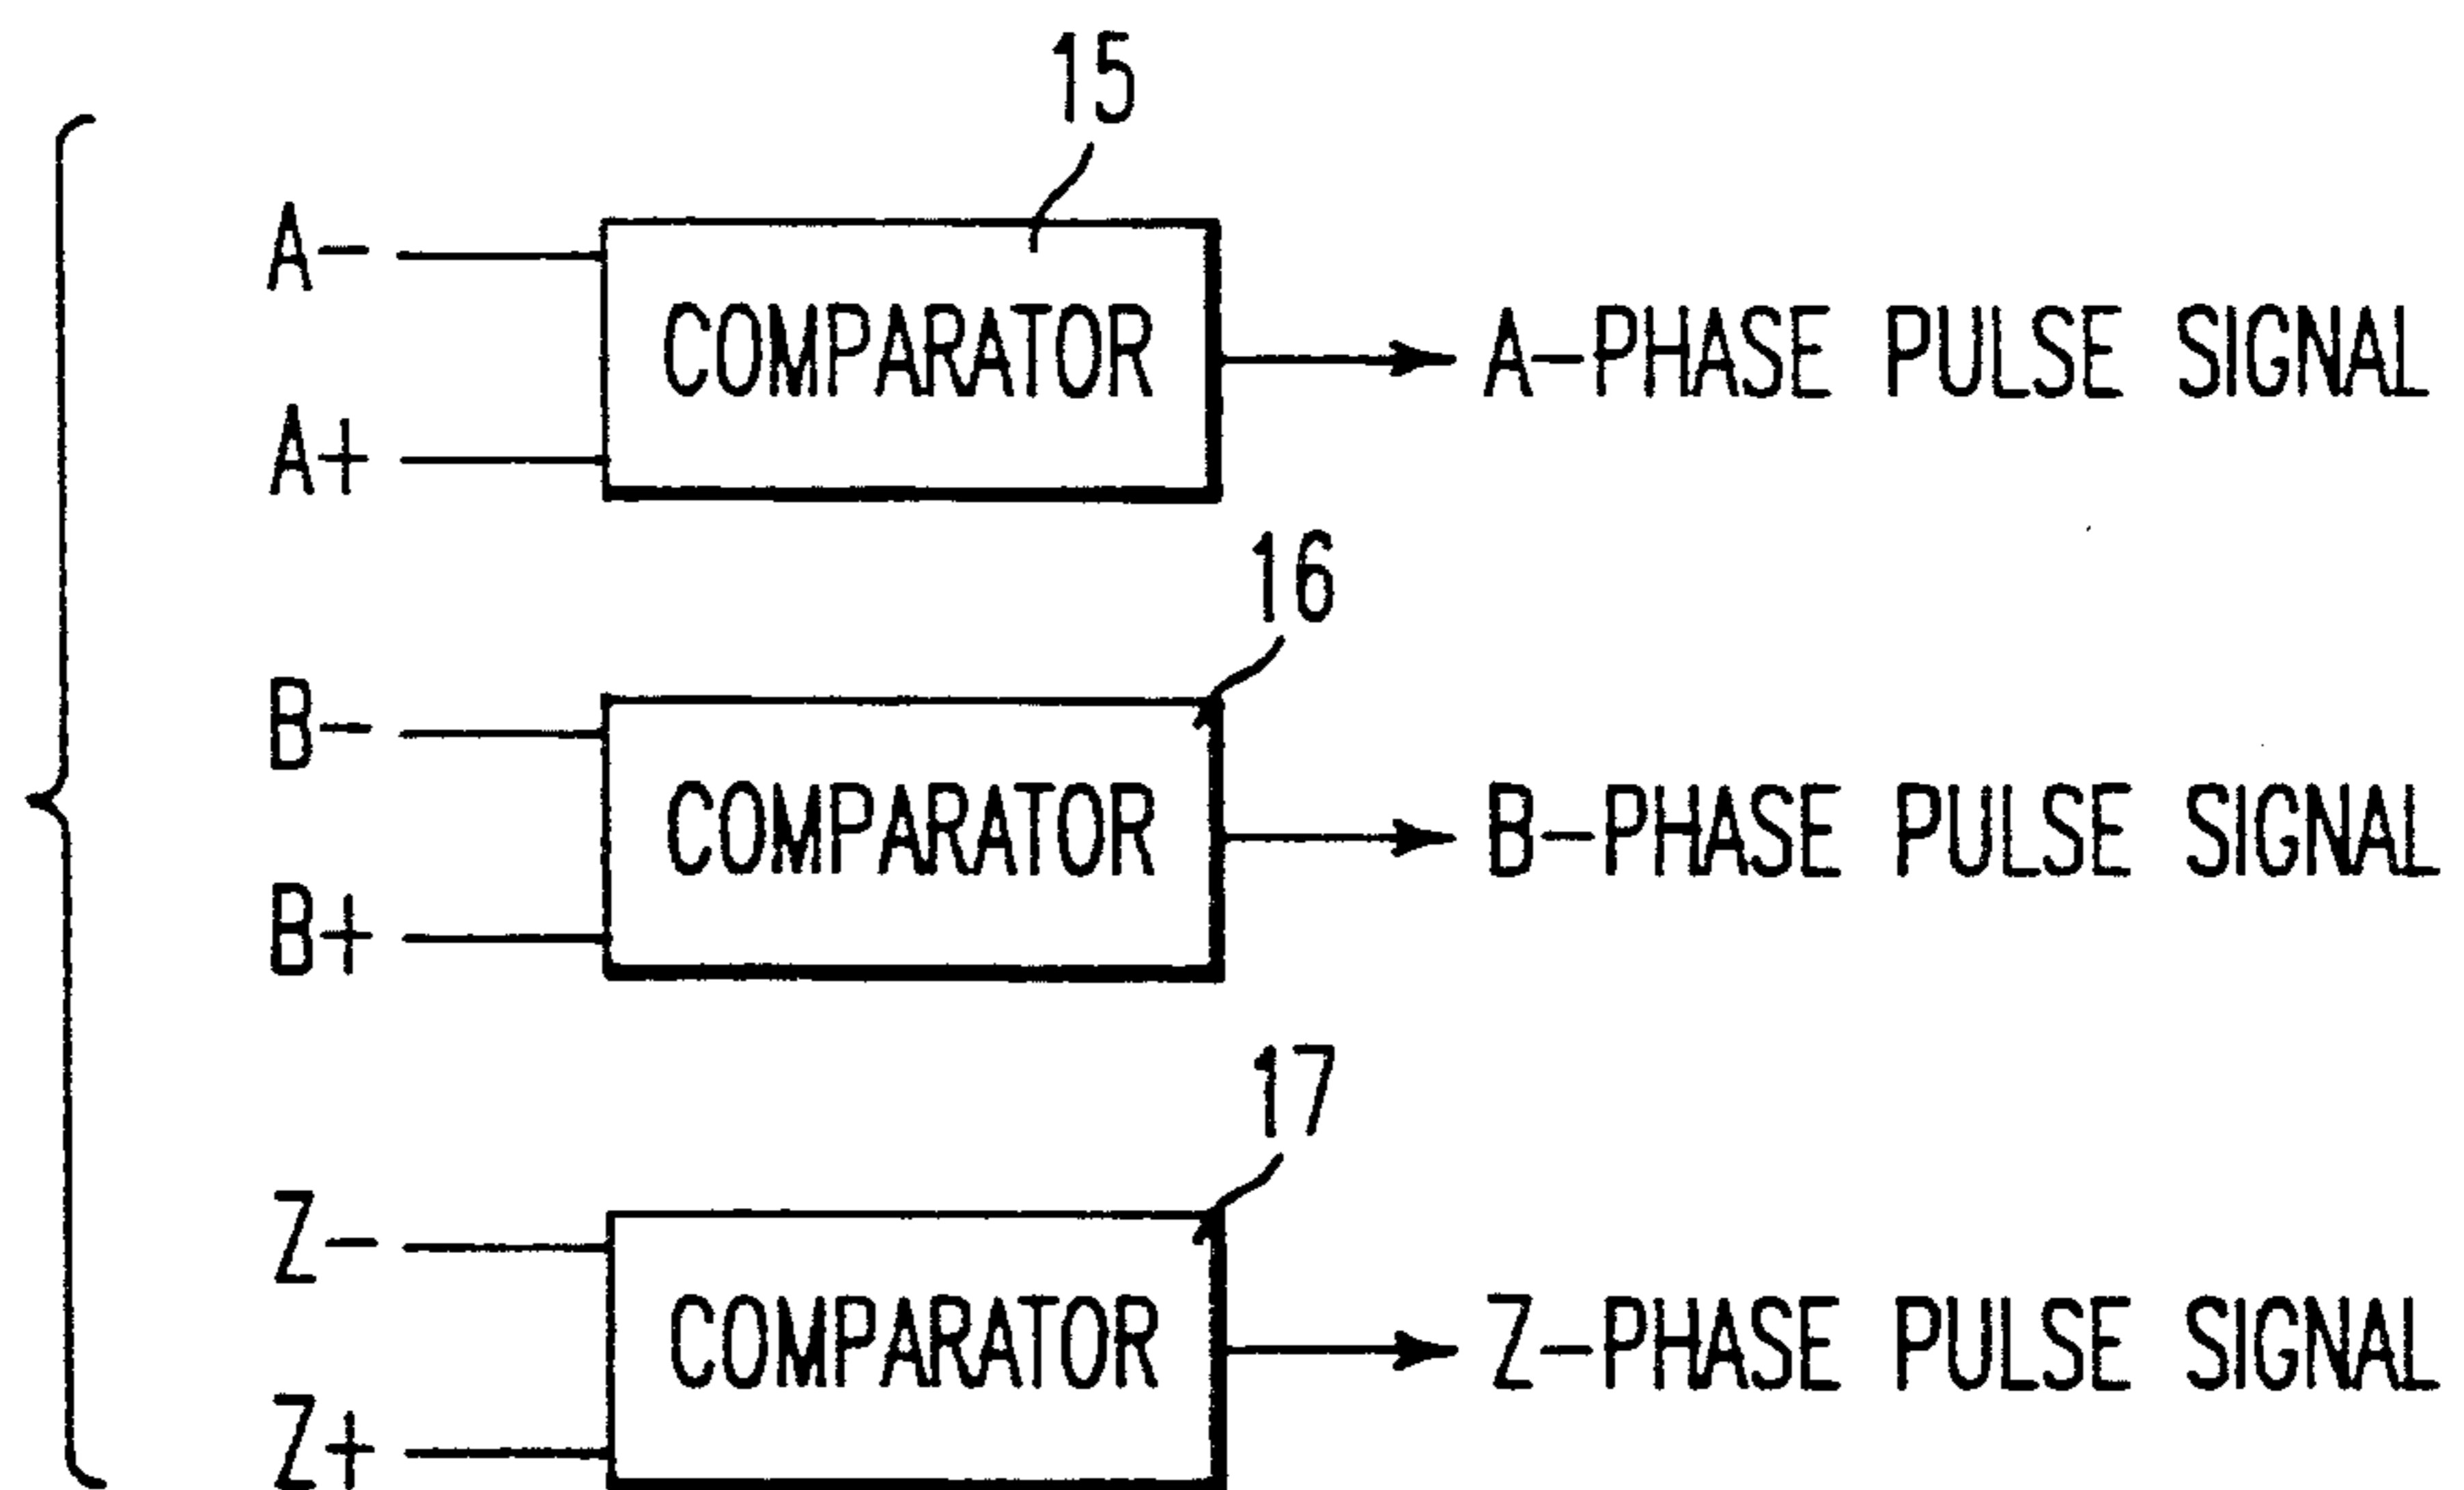 15
A-
COMPARATOR
A-PHASE PULSE SIGNAL
A+
16
B-
COMPARATOR
B-PHASE PULSE SIGNAL
B+
17
Z-
COMPARATOR
Z-PHASE PULSE SIGNAL
Z+